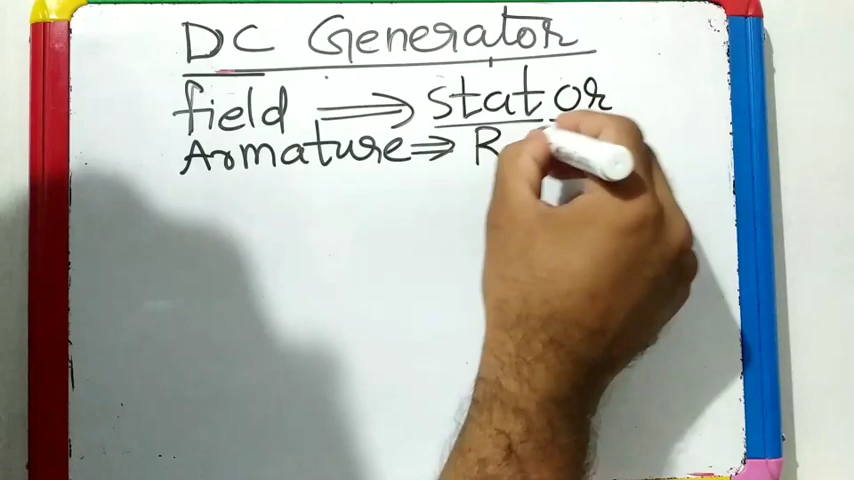 DC Generator
field ⇒ stator
Armature ⇒ R